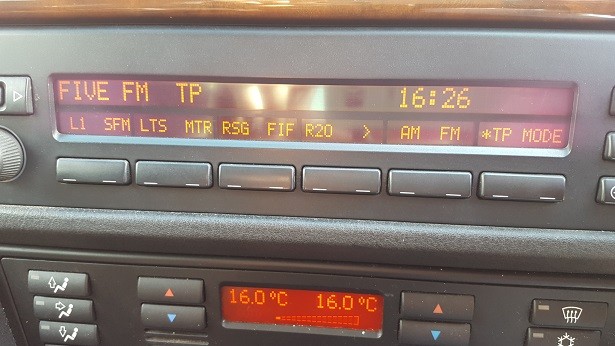 FIVE FM TP 16:26
L1 SFM LTS MTR RSG FIF R20 > AM FM *TP MODE
16.0°C 16.0°C